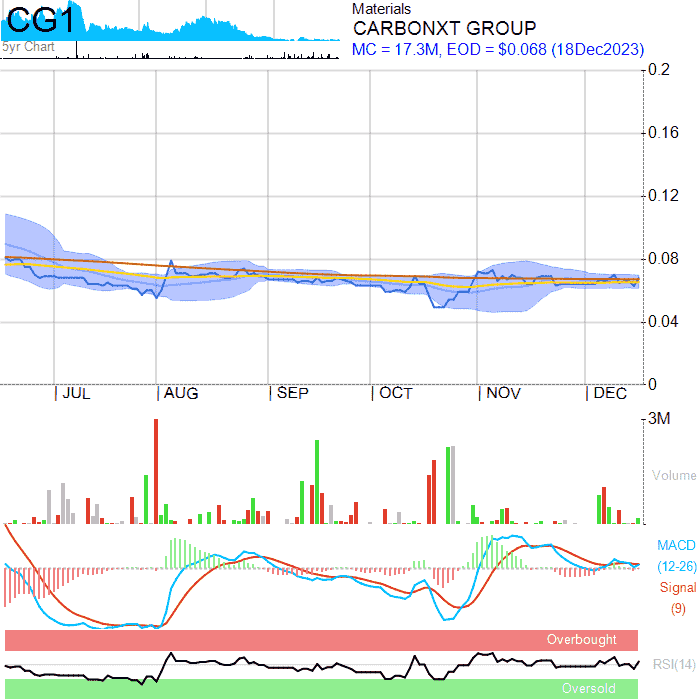 CG1
5yr Chart
Materials
CARBONXT GROUP
MC = 17.3M, EOD = $0.068 (18Dec2023)
0.2
0.16
0.12
0.08
0.04
0
JUL AUG SEP OCT NOV DEC
3M
Volume
MACD
(12-26)
Signal
(9)
Overbought
RSI(14)
Oversold